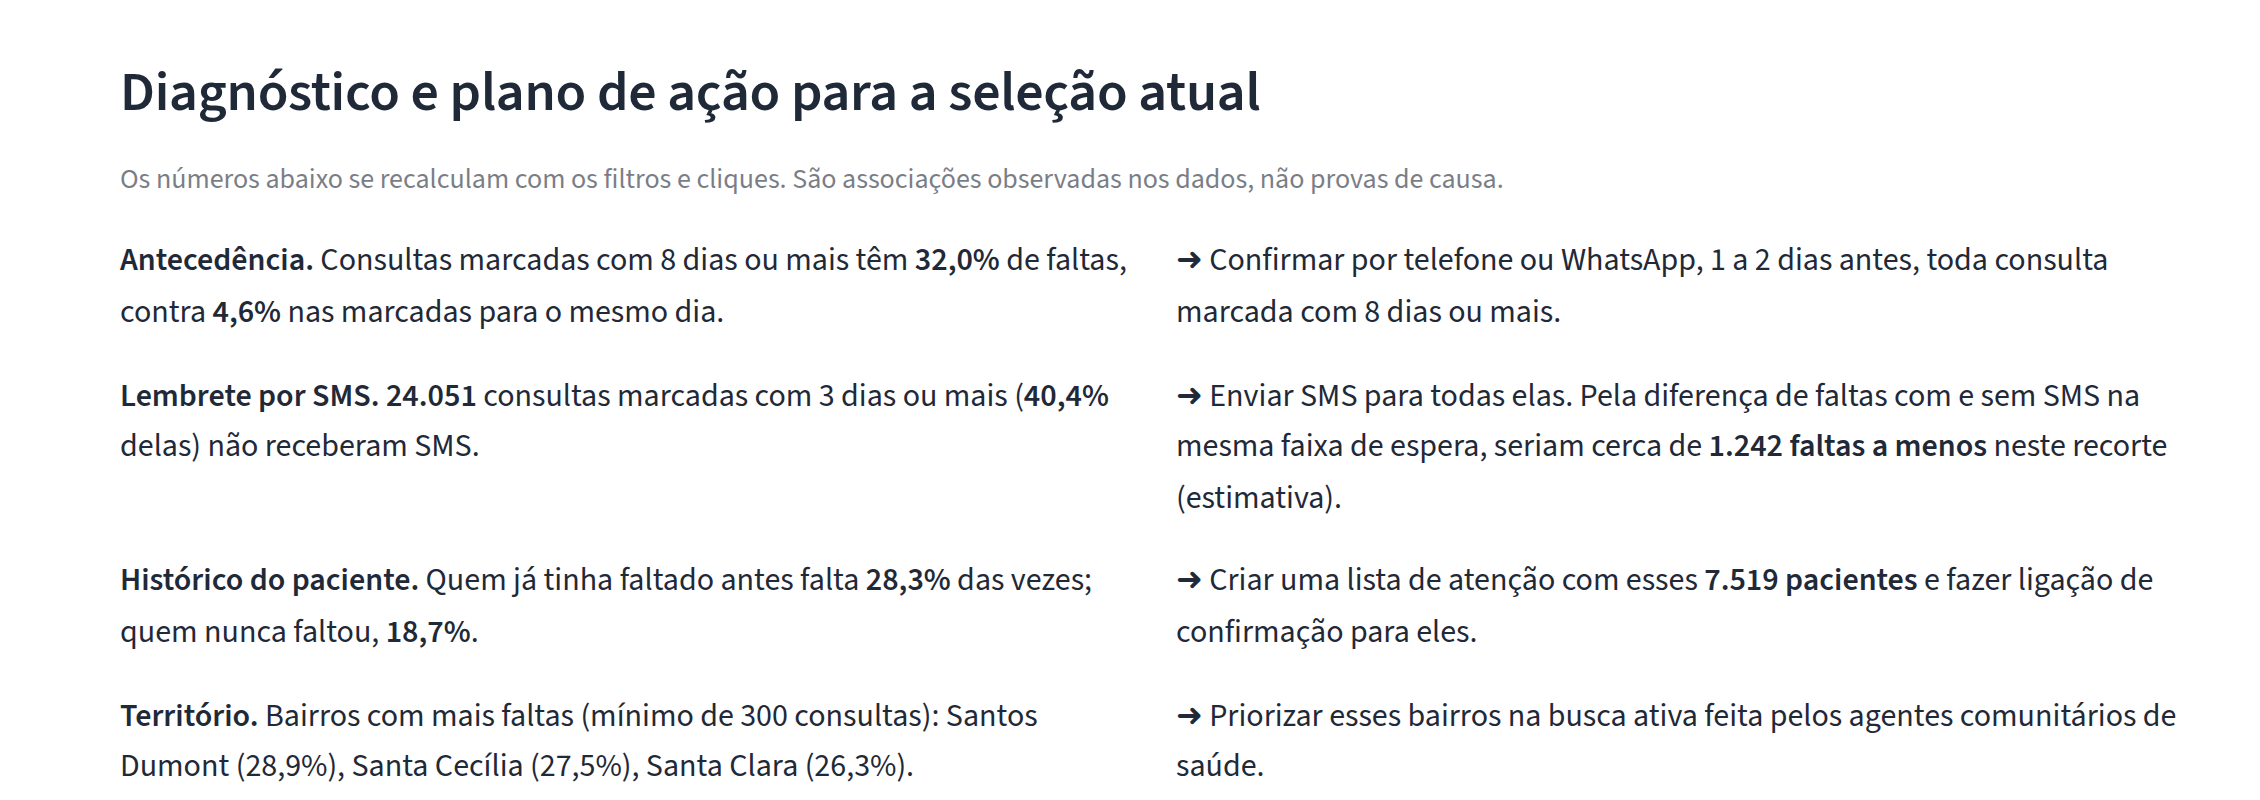 Diagnóstico e plano de ação para a seleção atual
Os números abaixo se recalculam com os filtros e cliques. São associações observadas nos dados, não provas de causa.
Antecedência. Consultas marcadas com 8 dias ou mais têm 32,0% de faltas,
contra 4,6% nas marcadas para o mesmo dia.
➜ Confirmar por telefone ou WhatsApp, 1 a 2 dias antes, toda consulta
marcada com 8 dias ou mais.
Lembrete por SMS. 24.051 consultas marcadas com 3 dias ou mais (40,4%
delas) não receberam SMS.
➜ Enviar SMS para todas elas. Pela diferença de faltas com e sem SMS na
mesma faixa de espera, seriam cerca de 1.242 faltas a menos neste recorte
(estimativa).
Histórico do paciente. Quem já tinha faltado antes falta 28,3% das vezes;
quem nunca faltou, 18,7%.
➜ Criar uma lista de atenção com esses 7.519 pacientes e fazer ligação de
confirmação para eles.
Território. Bairros com mais faltas (mínimo de 300 consultas): Santos
Dumont (28,9%), Santa Cecília (27,5%), Santa Clara (26,3%).
➜ Priorizar esses bairros na busca ativa feita pelos agentes comunitários de
saúde.